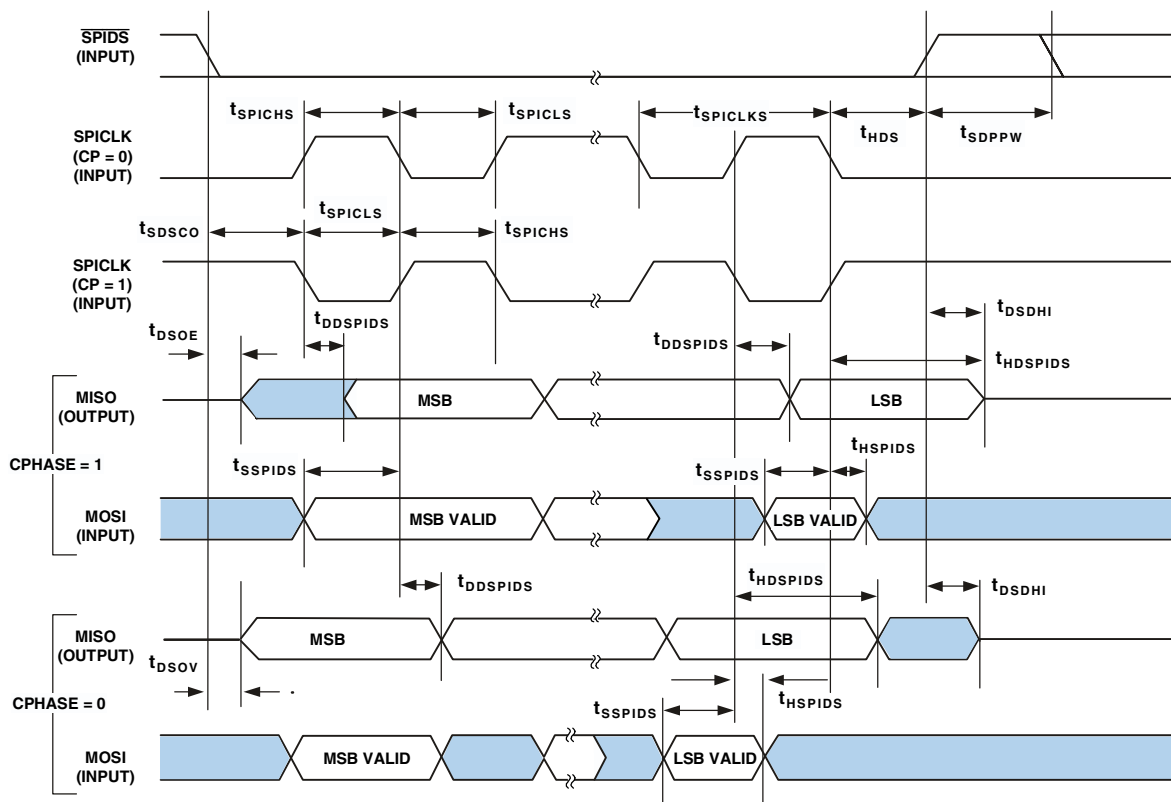 SPIDS
(INPUT)
tSPICHS
tSPICLS
tSPICLKS
tHDS
tSDPPW
SPICLK
(CP = 0)
(INPUT)
tSPICLS
tSDSCO
tSPICHS
SPICLK
(CP = 1)
(INPUT)
tDSOE
tDDSPIDS
tDDSPIDS
tDSDHI
tHDSPIDS
MISO
(OUTPUT)
MSB
LSB
CPHASE = 1
tSSPIDS
tSSPIDS
tHSPIDS
MOSI
(INPUT)
MSB VALID
LSB VALID
tDDSPIDS
tHDSPIDS
tDSDHI
MISO
(OUTPUT)
MSB
LSB
tDSOV
CPHASE = 0
tSSPIDS
tHSPIDS
MOSI
(INPUT)
MSB VALID
LSB VALID